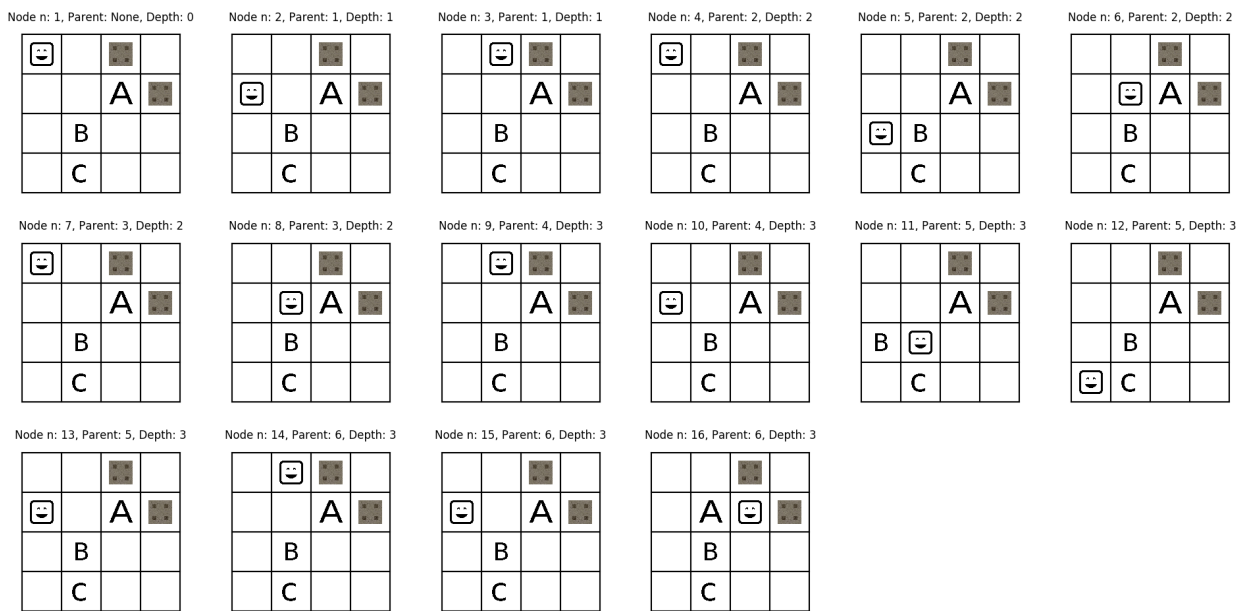 Node n: 1, Parent: None, Depth: 0
Node n: 2, Parent: 1, Depth: 1
Node n: 3, Parent: 1, Depth: 1
Node n: 4, Parent: 2, Depth: 2
Node n: 5, Parent: 2, Depth: 2
Node n: 6, Parent: 2, Depth: 2
A
B
C
A
B
C
A
B
C
A
B
C
A
B
C
A
B
C
Node n: 7, Parent: 3, Depth: 2
Node n: 8, Parent: 3, Depth: 2
Node n: 9, Parent: 4, Depth: 3
Node n: 10, Parent: 4, Depth: 3
Node n: 11, Parent: 5, Depth: 3
Node n: 12, Parent: 5, Depth: 3
A
B
C
A
B
C
A
B
C
A
B
C
A
B
C
A
B
C
Node n: 13, Parent: 5, Depth: 3
Node n: 14, Parent: 6, Depth: 3
Node n: 15, Parent: 6, Depth: 3
Node n: 16, Parent: 6, Depth: 3
A
B
C
A
B
C
A
B
C
A
B
C